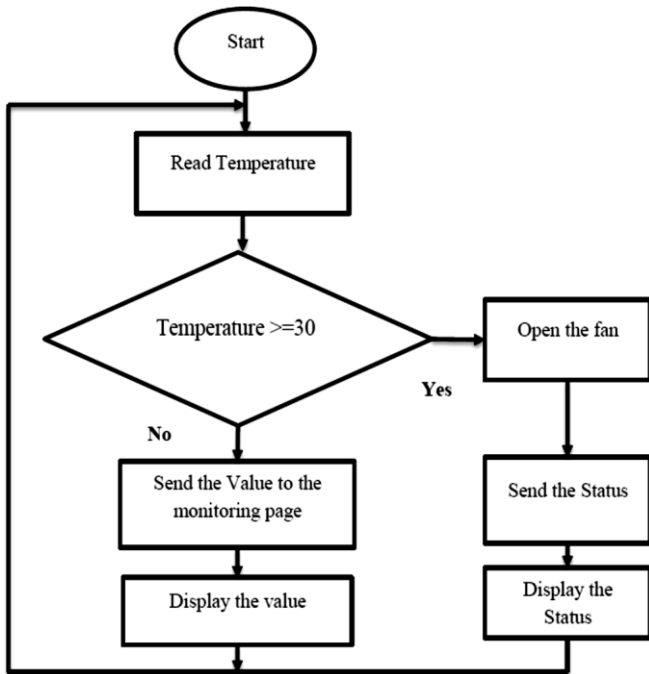 Start
Read Temperature
Temperature >=30
Open the fan
Yes
No
Send the Value to the
monitoring page
Send the Status
Display the value
Display the
Status